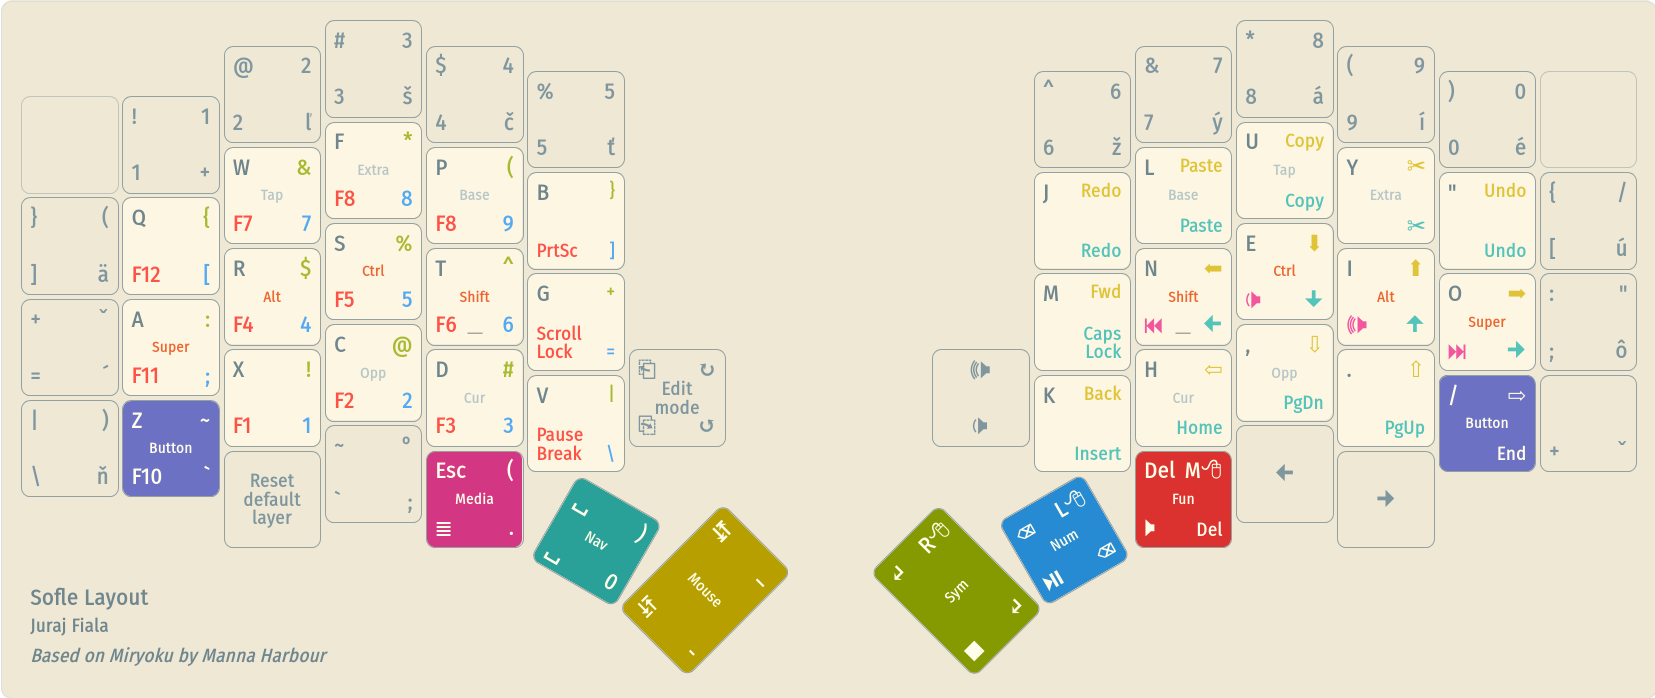 # 3
3 š
* 8
8 á
@ 2
2 ľ
$ 4
4 č
& 7
7 ý
( 9
9 í
% 5
5 ť
^ 6
6 ž
) 0
0 é
! 1
1 +
F *
Extra
F8 8
U Copy
Tap
Copy
W &
Tap
F7 7
P (
Base
F8 9
L Paste
Base
Paste
Y
Extra
B }
PrtSc ]
J Redo
Redo
" Undo
Undo
{ /
[ ú
} (
] ä
Q {
F12 [
S %
Ctrl
F5 5
E
Ctrl
R $
Alt
F4 4
T ^
Shift
F6 _ 6
N
Shift
_
I
Alt
G +
Scroll
Lock =
M Fwd
Caps
Lock
O
Super
: "
; ô
+ ˇ
= ´
A :
Super
F11 ;
C @
Opp
F2 2
,
Opp
PgDn
X !
F1 1
D #
Cur
F3 3
H
Cur
Home
.
PgUp
Edit
mode
V |
Pause
Break \
K Back
Insert
/
Button
End
+ ˇ
| )
\ ň
Z ~
Button
F10 `
~ °
` ;
Reset
default
layer
Esc (
Media
.
Del M
Fun
Del
Nav
)
0
Mouse
_
-
R
Sym
L
Num
Sofle Layout
Juraj Fiala
Based on Miryoku by Manna Harbour